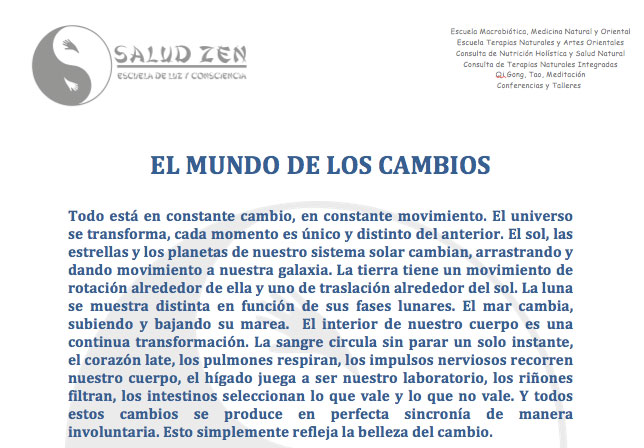 SALUD ZEN
ESCUELA DE LUZ Y CONSCIENCIA
Escuela Macrobiótica, Medicina Natural y Oriental
Escuela Terapias Naturales y Artes Orientales
Consulta de Nutrición Holística y Salud Natural
Consulta de Terapias Naturales Integradas
Qi.Gong, Tao, Meditación
Conferencias y Talleres
EL MUNDO DE LOS CAMBIOS
Todo está en constante cambio, en constante movimiento. El universo
se transforma, cada momento es único y distinto del anterior. El sol, las
estrellas y los planetas de nuestro sistema solar cambian, arrastrando y
dando movimiento a nuestra galaxia. La tierra tiene un movimiento de
rotación alrededor de ella y uno de traslación alrededor del sol. La luna
se muestra distinta en función de sus fases lunares. El mar cambia,
subiendo y bajando su marea. El interior de nuestro cuerpo es una
continua transformación. La sangre circula sin parar un solo instante,
el corazón late, los pulmones respiran, los impulsos nerviosos recorren
nuestro cuerpo, el hígado juega a ser nuestro laboratorio, los riñones
filtran, los intestinos seleccionan lo que vale y lo que no vale. Y todos
estos cambios se produce en perfecta sincronía de manera
involuntaria. Esto simplemente refleja la belleza del cambio.